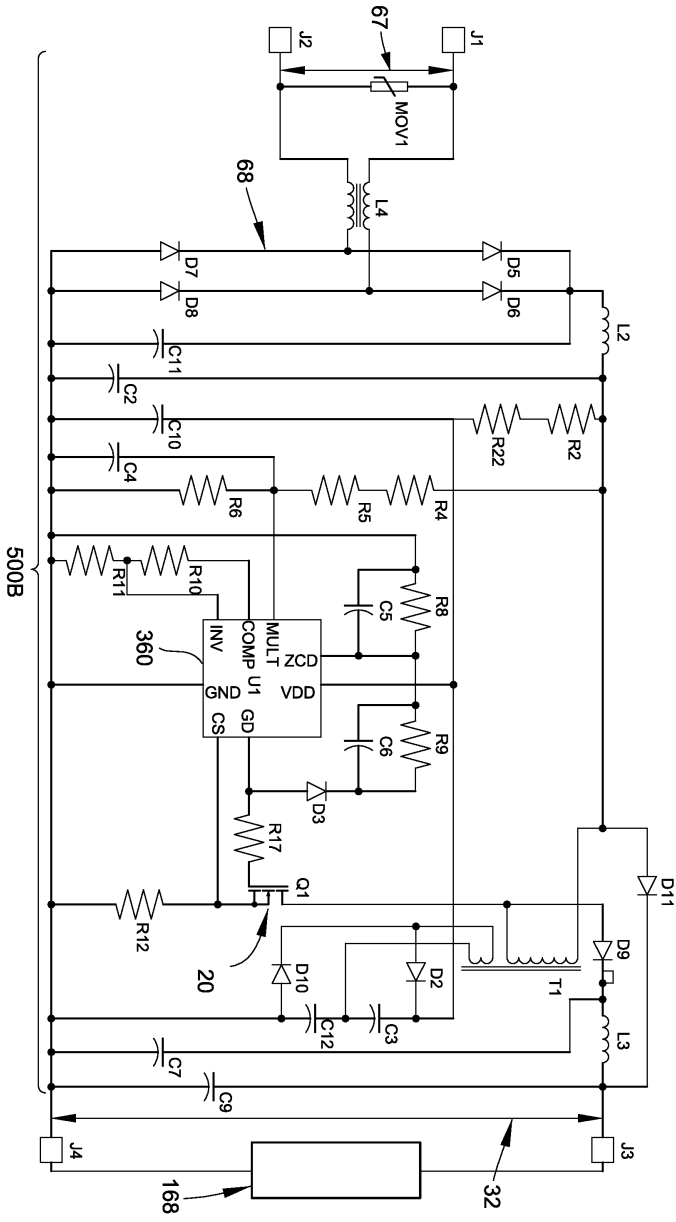 J1
J2
67
MOV1
L4
68
D5
D7
D6
D8
L2
C11
C2
C10
R22
R2
C4
R6
R5
R4
R11
R10
R8
C5
500B
360
INV
COMP
MULT
ZCD
U1
GND
VDD
CS
GD
R9
C6
D3
R17
Q1
D11
R12
20
D10
D2
T1
D9
C12
C3
L3
C7
C9
32
J3
J4
168